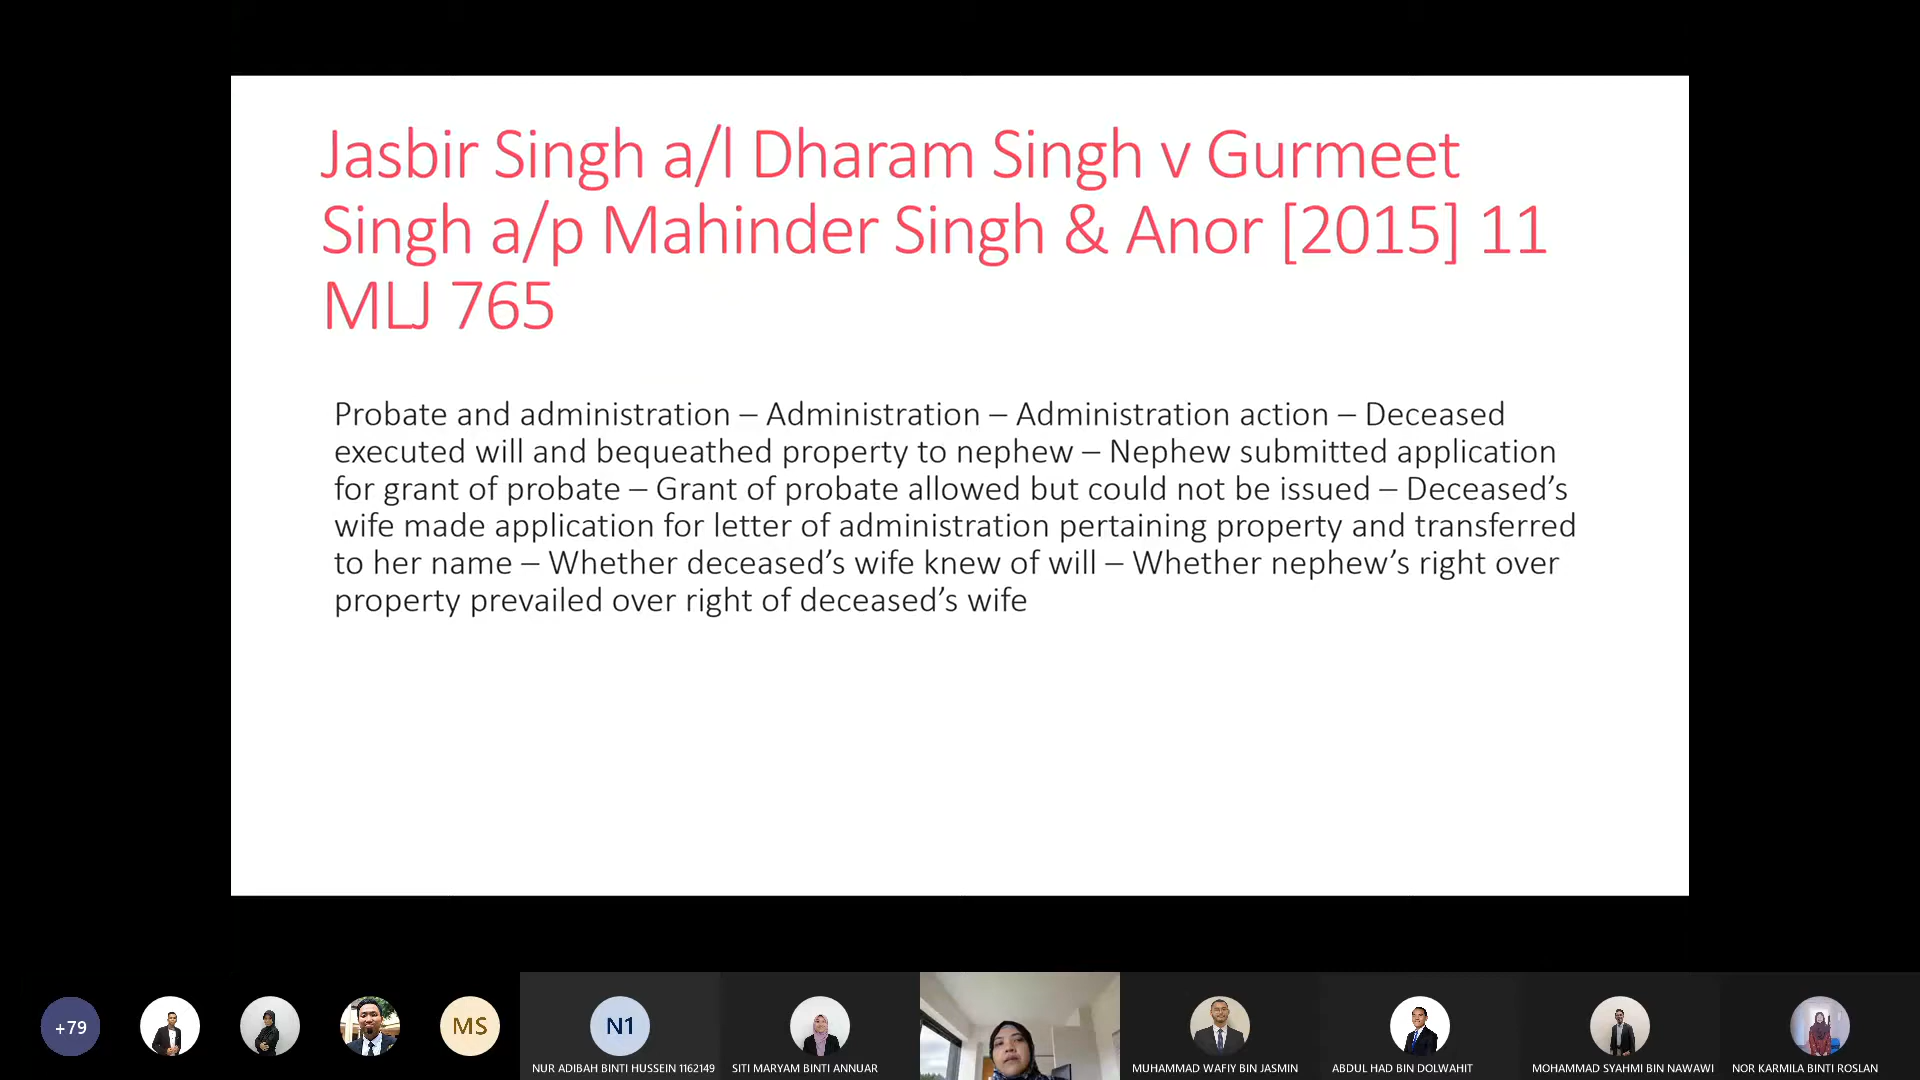 Jasbir Singh a/l Dharam Singh v Gurmeet
Singh a/p Mahinder Singh & Anor [2015] 11
MLJ 765
Probate and administration – Administration – Administration action – Deceased
executed will and bequeathed property to nephew – Nephew submitted application
for grant of probate – Grant of probate allowed but could not be issued – Deceased’s
wife made application for letter of administration pertaining property and transferred
to her name – Whether deceased’s wife knew of will – Whether nephew’s right over
property prevailed over right of deceased’s wife
+79
MS
N1
NUR ADIBAH BINTI HUSSEIN 1162149
SITI MARYAM BINTI ANNUAR
MUHAMMAD WAFIY BIN JASMIN
ABDUL HAD BIN DOLWAHIT
MOHAMMAD SYAHMI BIN NAWAWI
NOR KARMILA BINTI ROSLAN